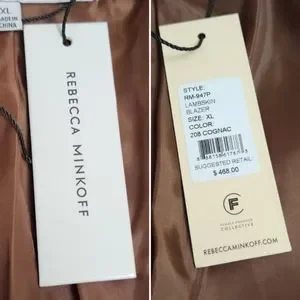 XL
MADE IN
CHINA
REBECCA MINKOFF
STYLE:
RM-947P
LAMBSKIN
BLAZER
SIZE: XL
COLOR:
208 COGNAC
SUGGESTED RETAIL:
$ 468.00
COLLECTIVE
REBECCAMINKOFF.COM